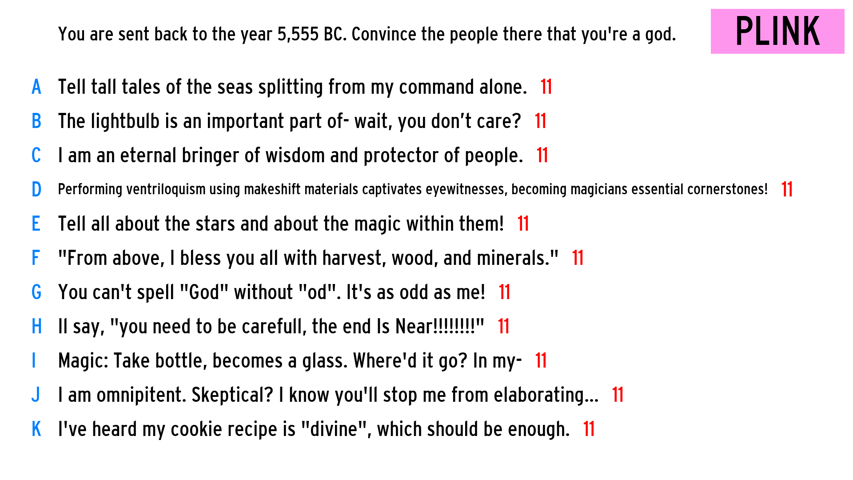 You are sent back to the year 5,555 BC. Convince the people there that you're a god.
PLINK
A Tell tall tales of the seas splitting from my command alone. 11
B The lightbulb is an important part of- wait, you don't care? 11
C I am an eternal bringer of wisdom and protector of people. 11
D Performing ventriloquism using makeshift materials captivates eyewitnesses, becoming magicians essential cornerstones! 11
E Tell all about the stars and about the magic within them! 11
F "From above, I bless you all with harvest, wood, and minerals." 11
G You can't spell "God" without "od". It's as odd as me! 11
H Il say, "you need to be carefull, the end Is Near!!!!!!!!" 11
I Magic: Take bottle, becomes a glass. Where'd it go? In my- 11
J I am omnipitent. Skeptical? I know you'll stop me from elaborating... 11
K I've heard my cookie recipe is "divine", which should be enough. 11